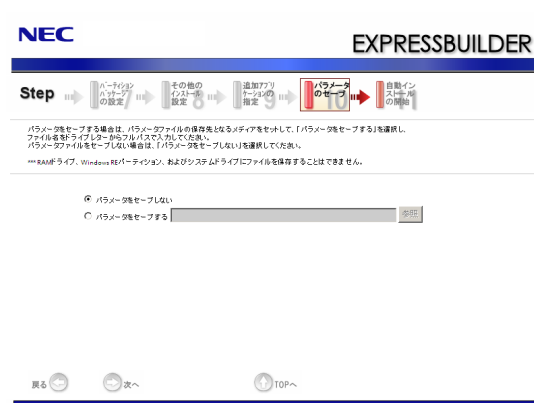 NEC
EXPRESSBUILDER
Step
パーティション
パッケージ
の設定
7
その他の
インストール
設定
8
追加アプリ
ケーションの
指定
9
パラメータ
のセーブ
10
自動イン
ストール
の開始
11
パラメータをセーブする場合は、パラメータファイルの保存先となるメディアをセットして、「パラメータをセーブする」を選択し、
ファイル名をドライブレターからフルパスで入力してください。
パラメータファイルをセーブしない場合は、「パラメータをセーブしない」を選択してください。
*** RAMドライブ、Windows REパーティション、およびシステムドライブにファイルを保存することはできません。
パラメータをセーブしない
パラメータをセーブする
参照
戻る
次へ
TOPへ